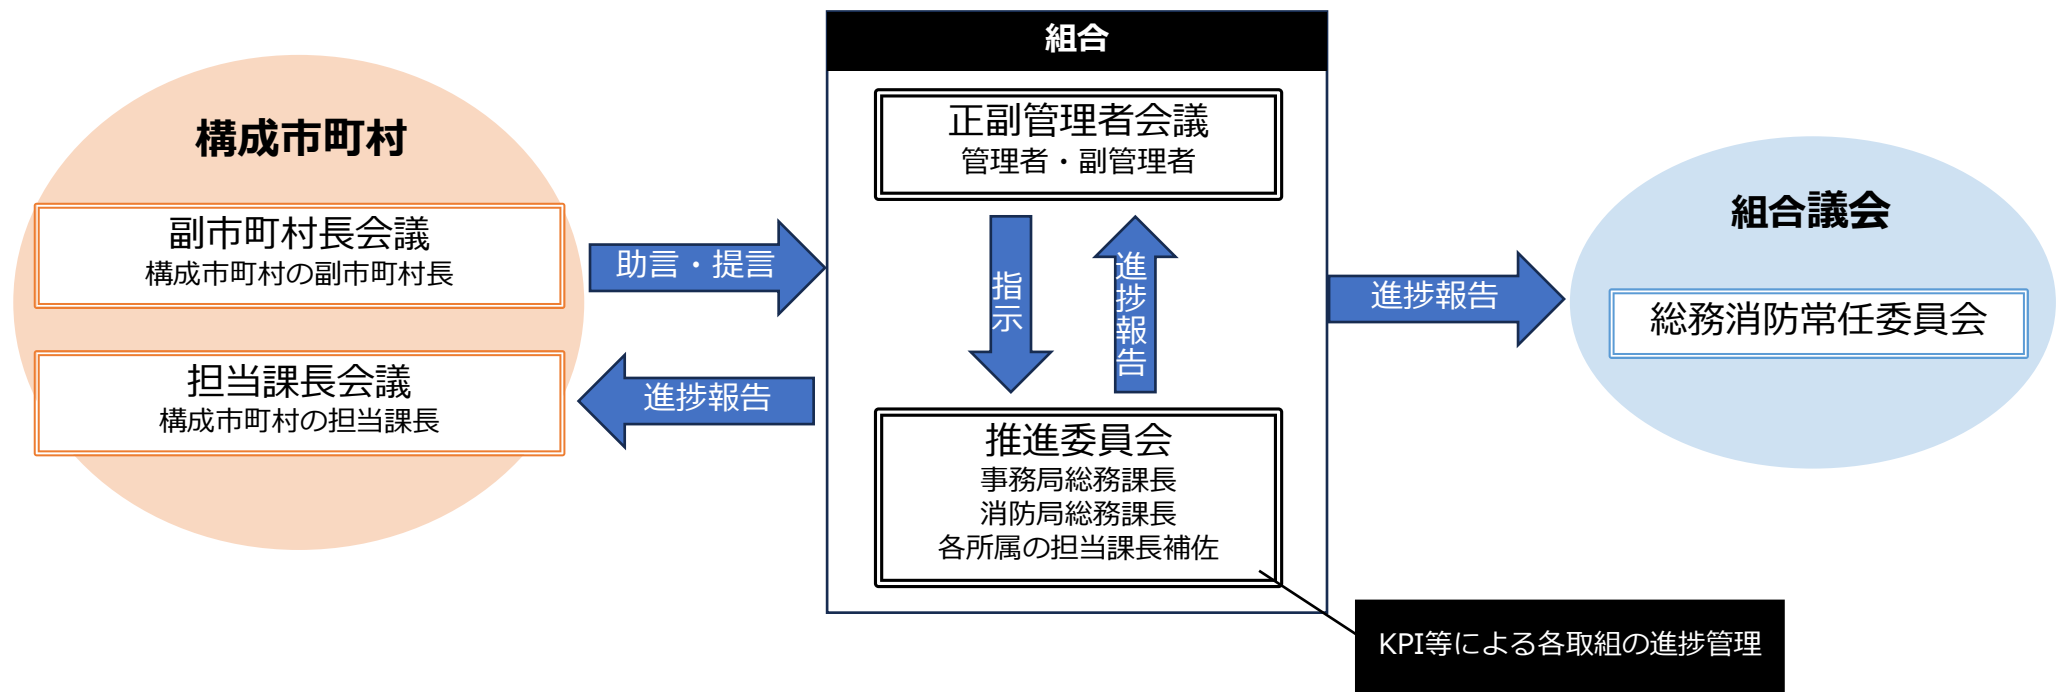 構成市町村
副市町村長会議
構成市町村の副市町村長
担当課長会議
構成市町村の担当課長
助言・提言
進捗報告
組合
正副管理者会議
管理者・副管理者
指示
進捗報告
推進委員会
事務局総務課長
消防局総務課長
各所属の担当課長補佐
進捗報告
組合議会
総務消防常任委員会
KPI等による各取組の進捗管理